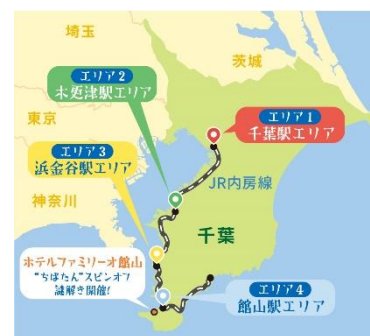 埼玉
茨城
エリア2
木更津駅エリア
エリア1
千葉駅エリア
東京
エリア3
浜金谷駅エリア
JR内房線
神奈川
千葉
ホテルファミリーオ館山
"ちばたん"スピンオフ
謎解き開催!
エリア4
館山駅エリア